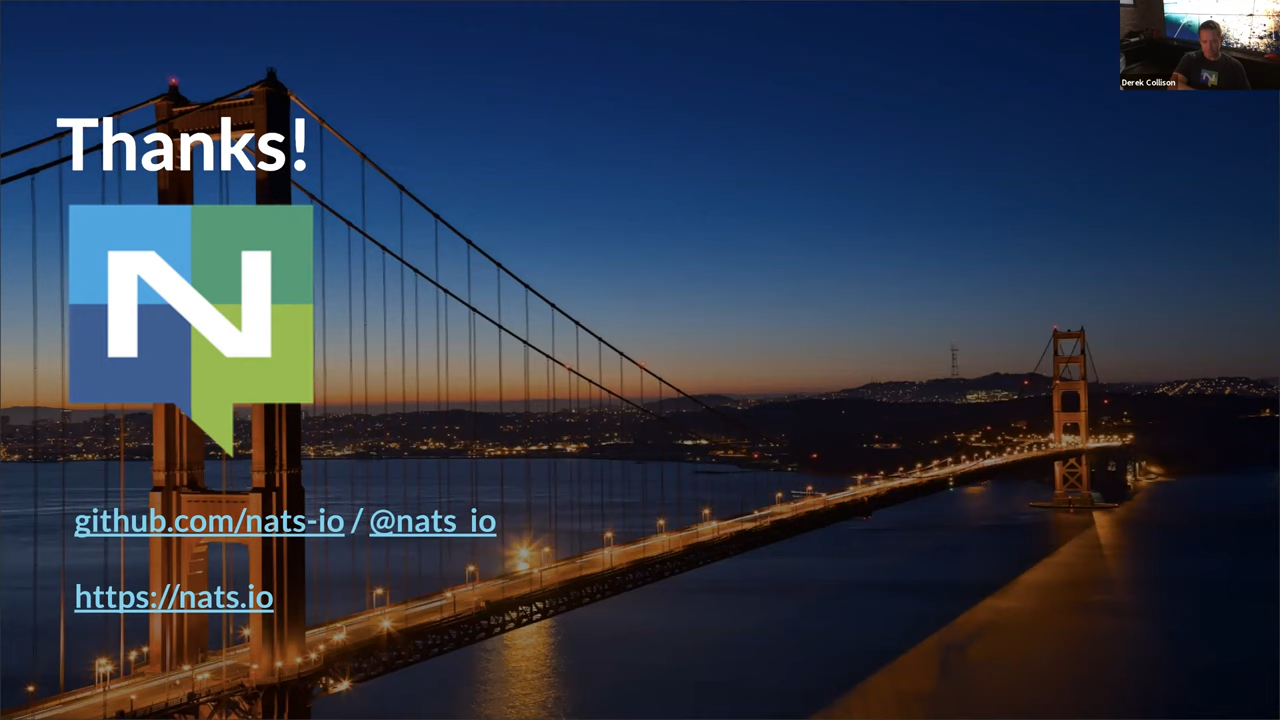 Derek Collison
Thanks!
N
github.com/nats-io / @nats_io
https://nats.io